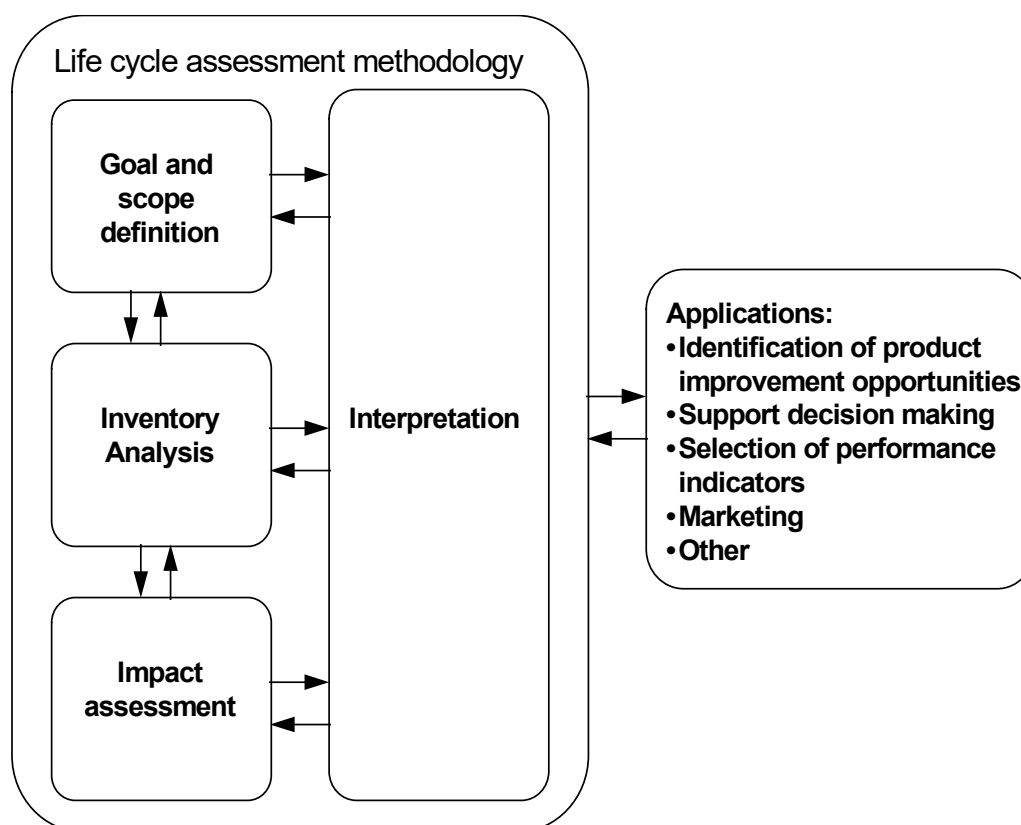 Life cycle assessment methodology
Goal and
scope
definition
Inventory
Analysis
Impact
assessment
Interpretation
Applications:
•Identification of product
improvement opportunities
•Support decision making
•Selection of performance
indicators
•Marketing
•Other